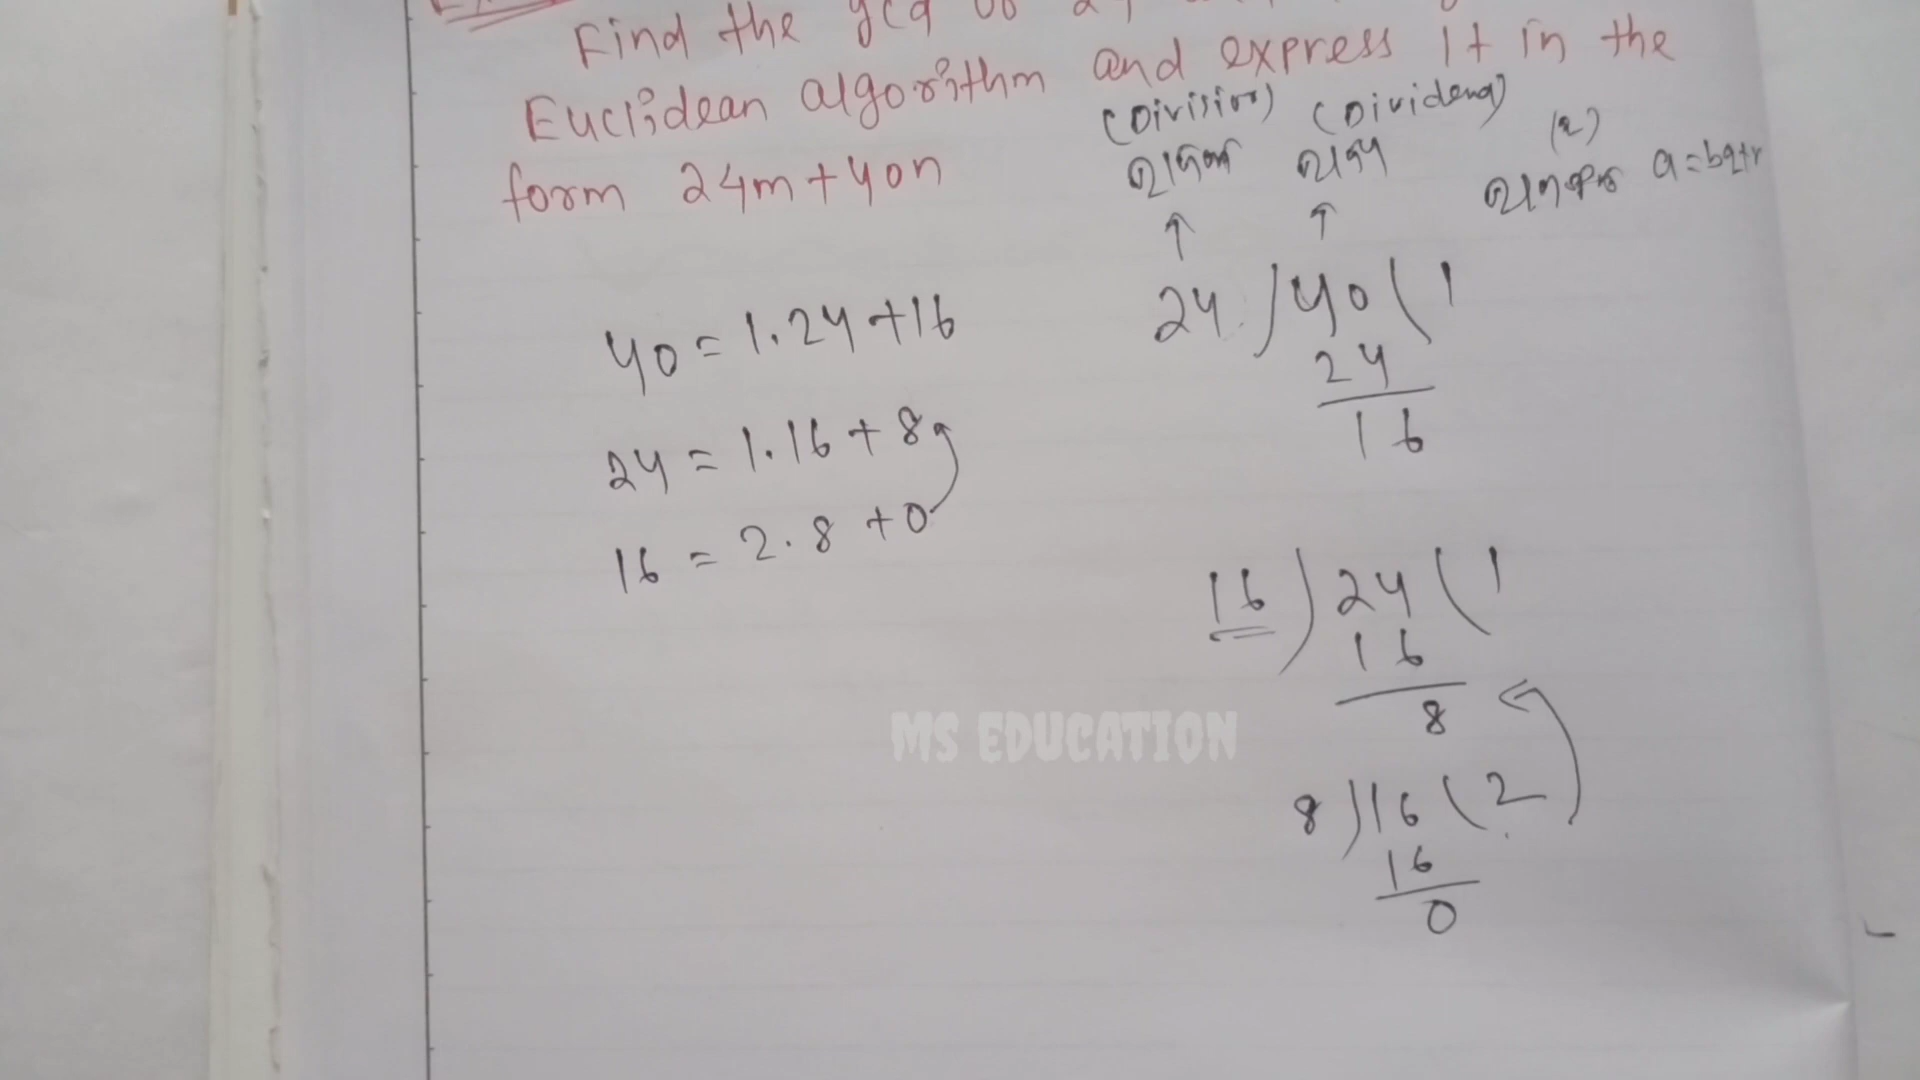 Find the gcd of 24
Euclidean algorithm and express it in the
form 24m+40n
(Division) (Dividend)
ଭାଜକ ଭାଜ୍ୟ
(r)
a=bq+r
40=1.24+16
24=1.16+8
16=2.8+0
24)40(1
24
16
16)24(1
16
8
8)16(2
16
0
MS EDUCATION